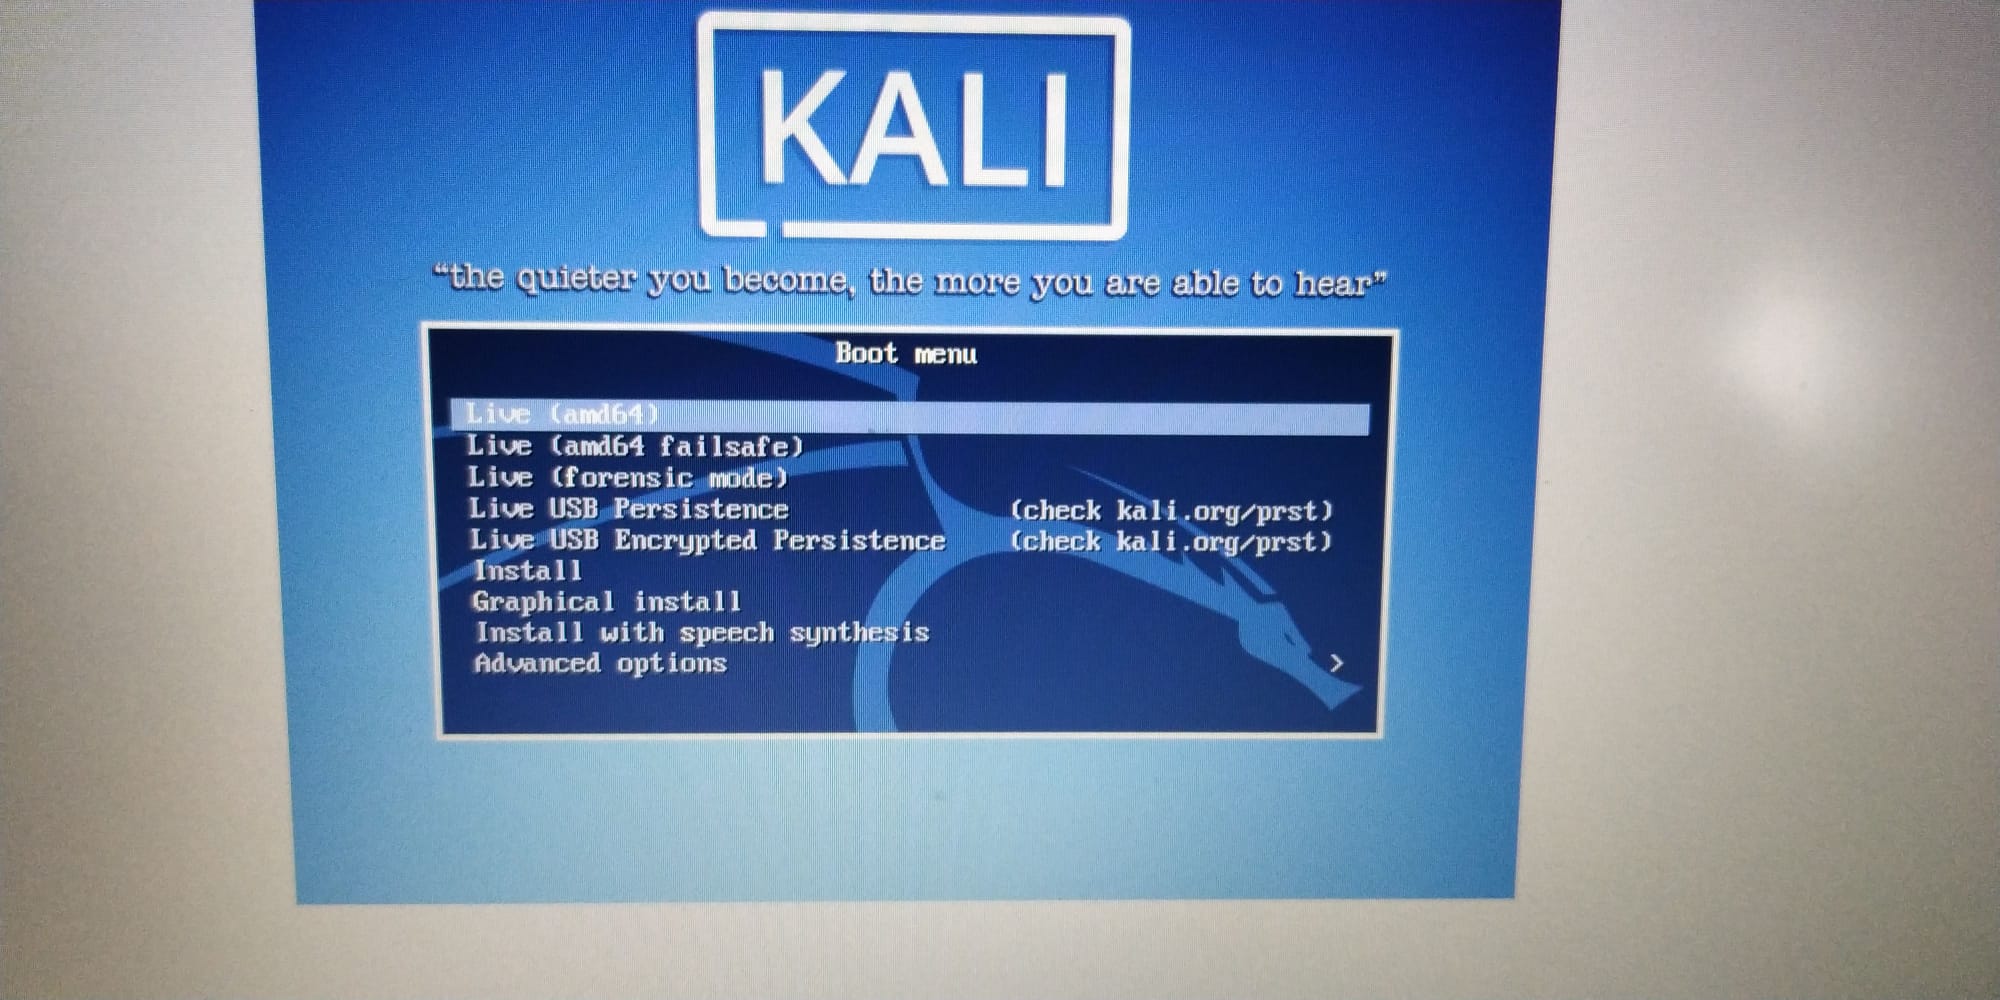 KALI
“the quieter you become, the more you are able to hear”
Boot menu
Live (amd64)
Live (amd64 failsafe)
Live (forensic mode)
Live USB Persistence (check kali.org/prst)
Live USB Encrypted Persistence (check kali.org/prst)
Install
Graphical install
Install with speech synthesis
Advanced options >